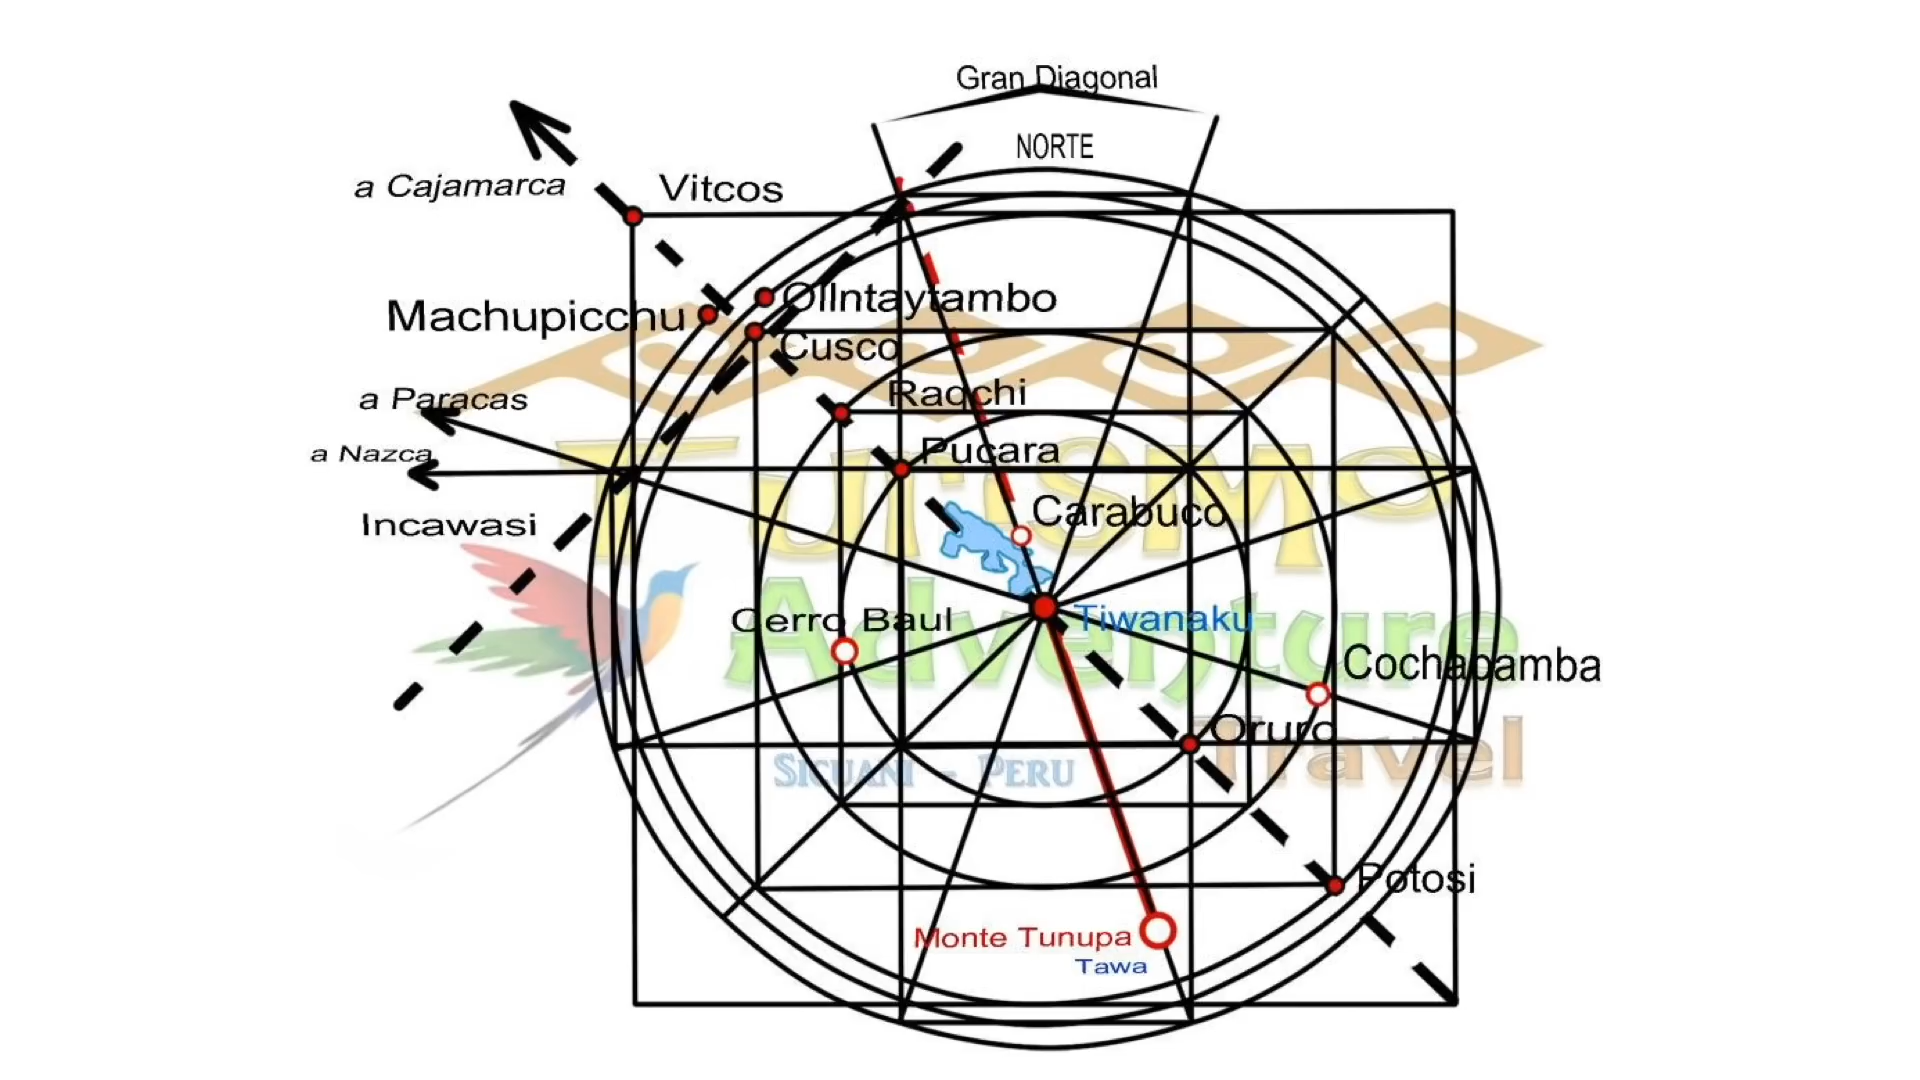 Gran Diagonal
NORTE
a Cajamarca
Vitcos
Machupicchu
Ollntaytambo
Cusco
a Paracas
Raqchi
a Nazca
Pucara
Turismo
Incawasi
Carabuco
Cerro Baul
Tiwanaku
Adventure
Cochabamba
Oruro
Travel
Sicuani - Peru
Potosi
Monte Tunupa
Tawa